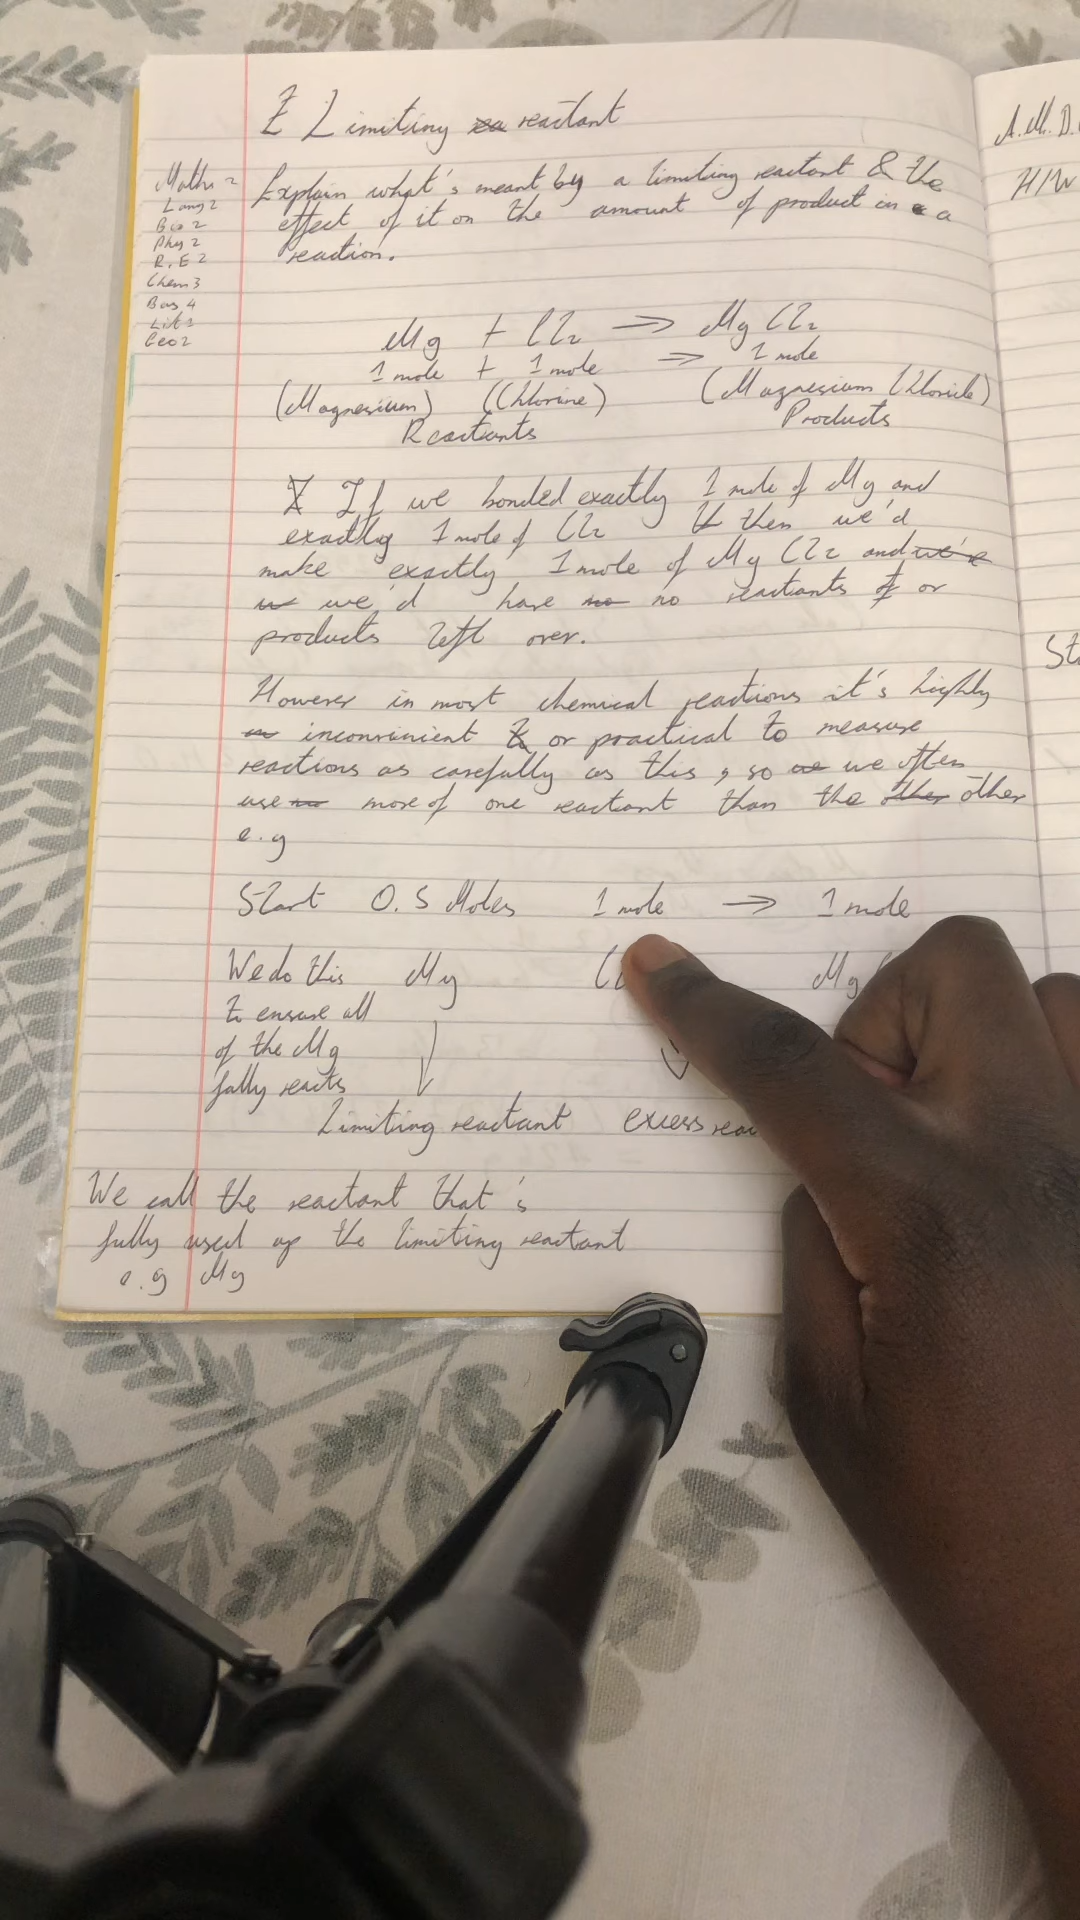 Limiting reactant
Maths 2
Lang 2
Bio 2
Phy 2
R.E 2
Chem 3
Bus 4
Lit 1
Geo 2
Explain what's meant by a limiting reactant & the
effect of it on the amount of product in a
reaction.
Mg + Cl2 → MgCl2
1 mole + 1 mole → 1 mole
(Magnesium) (Chlorine) (Magnesium Chloride)
Reactants Products
If we bonded exactly 1 mole of Mg and
exactly 1 mole of Cl2 then we'd
make exactly 1 mole of MgCl2 and
we'd have no reactants or
products left over.
However in most chemical reactions it's highly
inconvinient or practical to measure
reactions as carefully as this, so we often
use more of one reactant than the other
e.g
Start 0.5 Moles 1 mole → 1 mole
We do this Mg Mg
to ensure all
of the Mg
fully reacts
Limiting reactant excess
We call the reactant that's
fully used up the limiting reactant
e.g Mg
A.M.D.
H/W